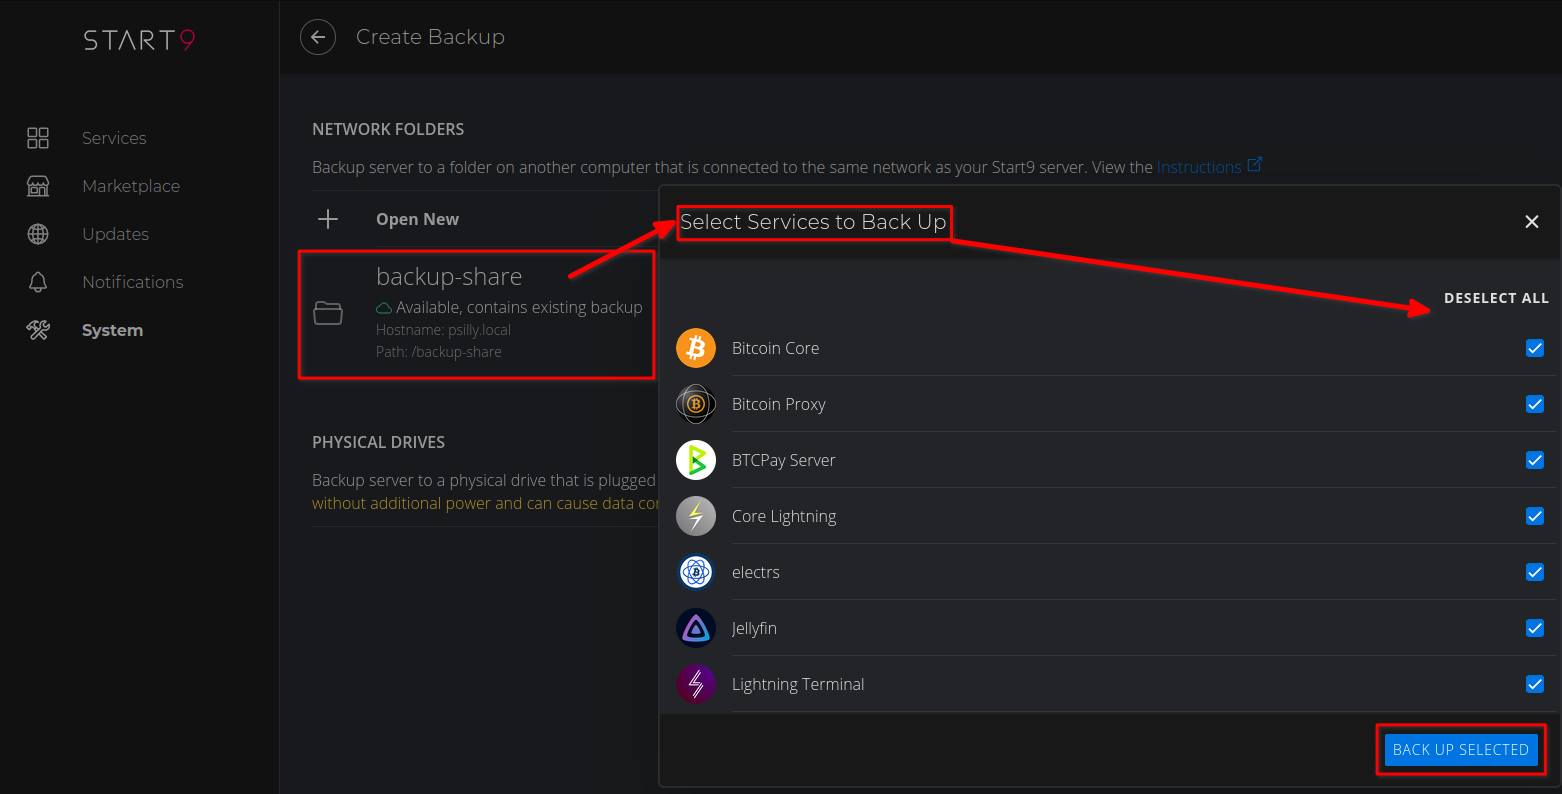 START9
Services
Marketplace
Updates
Notifications
System
Create Backup
NETWORK FOLDERS
Backup server to a folder on another computer that is connected to the same network as your Start9 server. View the Instructions
Open New
backup-share
Available, contains existing backup
Hostname: psilly.local
Path: /backup-share
PHYSICAL DRIVES
Backup server to a physical drive that is plugged
without additional power and can cause data
Select Services to Back Up
DESELECT ALL
Bitcoin Core
Bitcoin Proxy
BTCPay Server
Core Lightning
electrs
Jellyfin
Lightning Terminal
BACK UP SELECTED